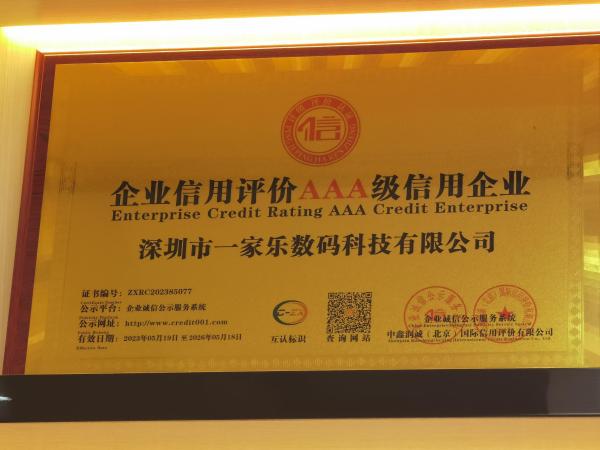 信
企业信用评价AAA级信用企业
Enterprise Credit Rating AAA Credit Enterprise
深圳市一家乐数码科技有限公司
证书编号: ZXRC202385077
公示平台: 企业诚信公示服务系统
公示网址: http://www.credit001.com
有效日期: 2023年05月19日 至 2026年05月18日
Effective Date
互认标识
查询网站
企业诚信公示服务系统
中鑫润诚（北京）国际信用评价有限公司